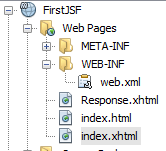 FirstJSF
Web Pages
META-INF
WEB-INF
web.xml
Response.xhtml
index.html
index.xhtml